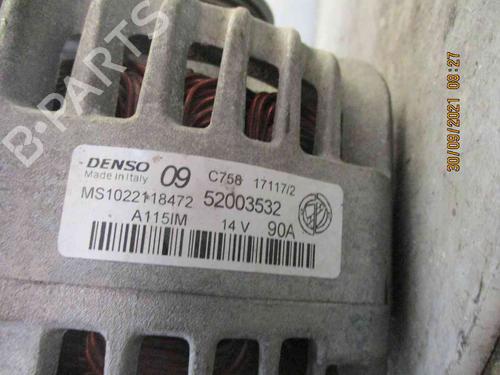 B-PARTS
DENSO 09 C758 17117/2
Made in Italy
MS1022118472 52003532
A115IM 14 V 90A
30/09/2021 08:27